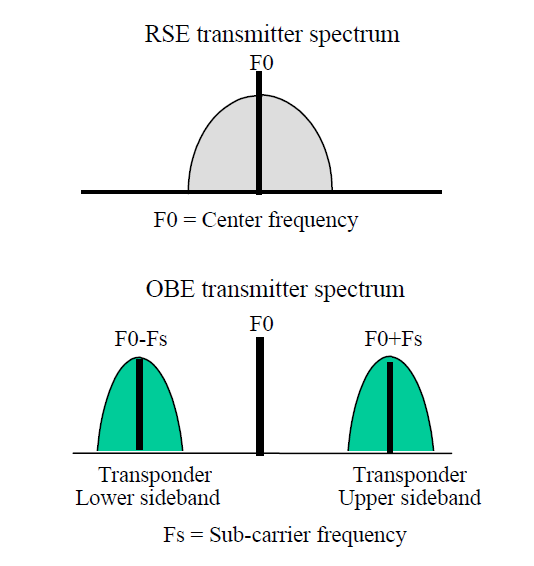 RSE transmitter spectrum
F0
F0 = Center frequency
OBE transmitter spectrum
F0
F0-Fs
F0+Fs
Transponder
Lower sideband
Transponder
Upper sideband
Fs = Sub-carrier frequency